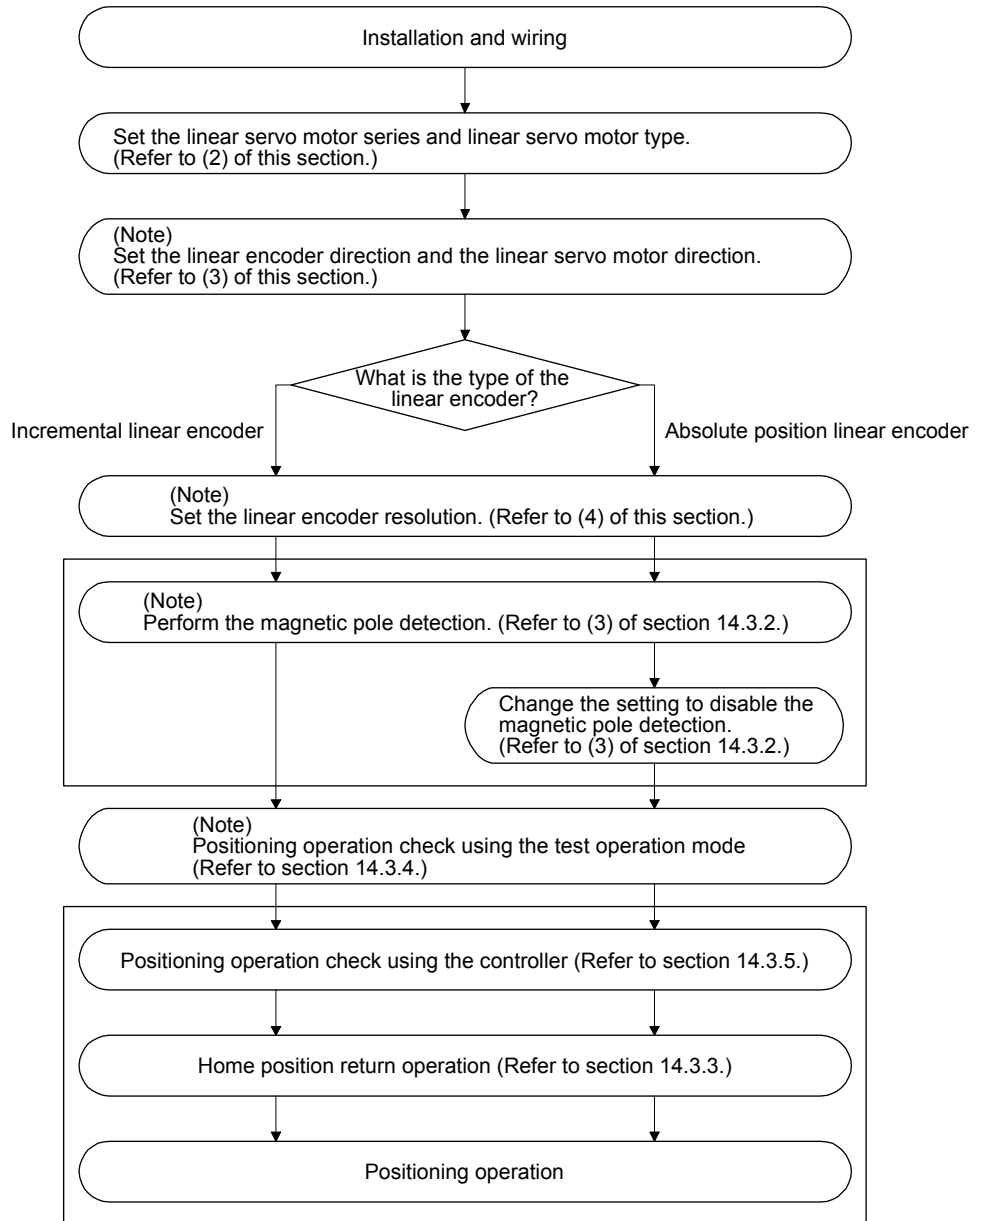 Installation and wiring
Set the linear servo motor series and linear servo motor type.
(Refer to (2) of this section.)
(Note)
Set the linear encoder direction and the linear servo motor direction.
(Refer to (3) of this section.)
What is the type of the
linear encoder?
Incremental linear encoder
Absolute position linear encoder
(Note)
Set the linear encoder resolution. (Refer to (4) of this section.)
(Note)
Perform the magnetic pole detection. (Refer to (3) of section 14.3.2.)
Change the setting to disable the
magnetic pole detection.
(Refer to (3) of section 14.3.2.)
(Note)
Positioning operation check using the test operation mode
(Refer to section 14.3.4.)
Positioning operation check using the controller (Refer to section 14.3.5.)
Home position return operation (Refer to section 14.3.3.)
Positioning operation